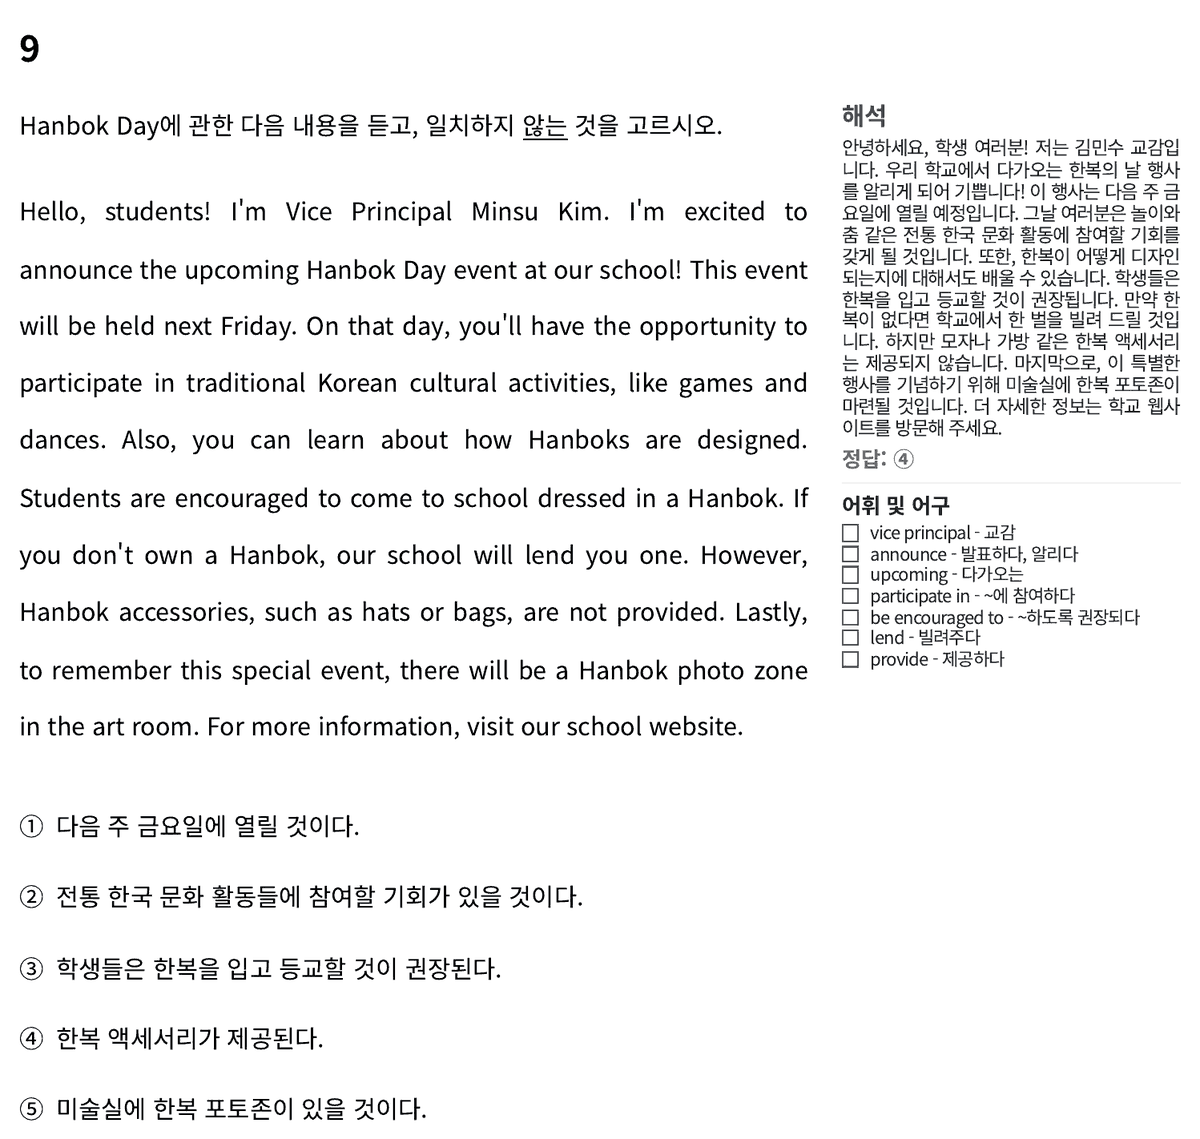 9
Hanbok Day에 관한 다음 내용을 듣고, 일치하지 않는 것을 고르시오.
Hello, students! I'm Vice Principal Minsu Kim. I'm excited to
announce the upcoming Hanbok Day event at our school! This event
will be held next Friday. On that day, you'll have the opportunity to
participate in traditional Korean cultural activities, like games and
dances. Also, you can learn about how Hanboks are designed.
Students are encouraged to come to school dressed in a Hanbok. If
you don't own a Hanbok, our school will lend you one. However,
Hanbok accessories, such as hats or bags, are not provided. Lastly,
to remember this special event, there will be a Hanbok photo zone
in the art room. For more information, visit our school website.
① 다음 주 금요일에 열릴 것이다.
② 전통 한국 문화 활동들에 참여할 기회가 있을 것이다.
③ 학생들은 한복을 입고 등교할 것이 권장된다.
④ 한복 액세서리가 제공된다.
⑤ 미술실에 한복 포토존이 있을 것이다.
해석
안녕하세요, 학생 여러분! 저는 김민수 교감입
니다. 우리 학교에서 다가오는 한복의 날 행사
를 알리게 되어 기쁩니다! 이 행사는 다음 주 금
요일에 열릴 예정입니다. 그날 여러분은 놀이와
춤 같은 전통 한국 문화 활동에 참여할 기회를
갖게 될 것입니다. 또한, 한복이 어떻게 디자인
되는지에 대해서도 배울 수 있습니다. 학생들은
한복을 입고 등교할 것이 권장됩니다. 만약 한
복이 없다면 학교에서 한 벌을 빌려 드릴 것입
니다. 하지만 모자나 가방 같은 한복 액세서리
는 제공되지 않습니다. 마지막으로, 이 특별한
행사를 기념하기 위해 미술실에 한복 포토존이
마련될 것입니다. 더 자세한 정보는 학교 웹사
이트를 방문해 주세요.
정답: ④
어휘 및 어구
□ vice principal - 교감
□ announce - 발표하다, 알리다
□ upcoming - 다가오는
□ participate in - ~에 참여하다
□ be encouraged to - ~하도록 권장되다
□ lend - 빌려주다
□ provide - 제공하다